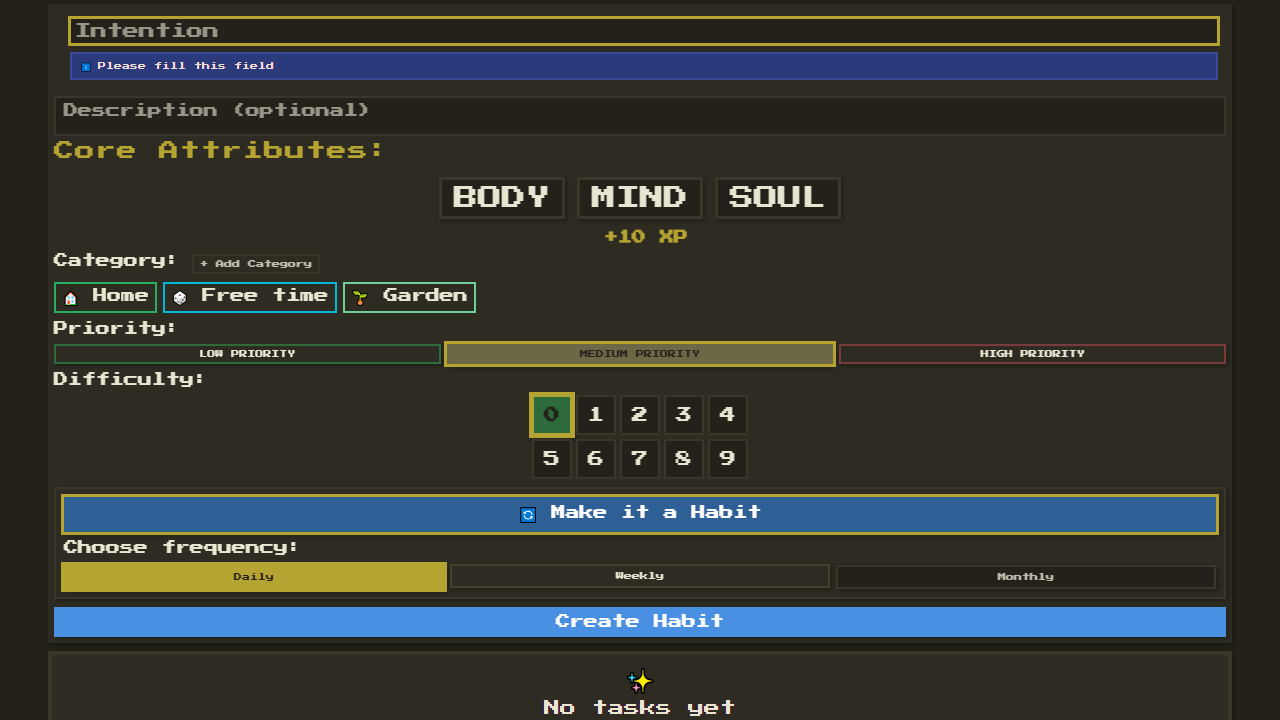 Intention
Please fill this field
Description (optional)
Core Attributes:
BODY MIND SOUL
+10 XP
Category: + Add Category
Home Free time Garden
Priority:
LOW PRIORITY MEDIUM PRIORITY HIGH PRIORITY
Difficulty:
0 1 2 3 4
5 6 7 8 9
Make it a Habit
Choose frequency:
Daily Weekly Monthly
Create Habit
No tasks yet